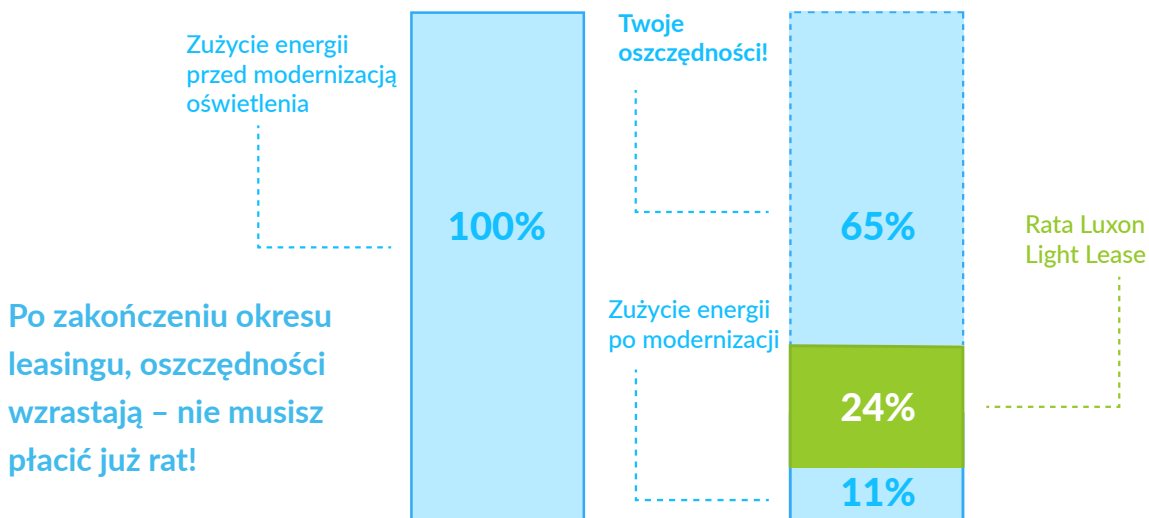 Zużycie energii
przed modernizacją
oświetlenia
100%
Po zakończeniu okresu
leasingu, oszczędności
wzrastają – nie musisz
płacić już rat!
Twoje
oszczędności!
65%
Rata Luxon
Light Lease
Zużycie energii
po modernizacji
24%
11%